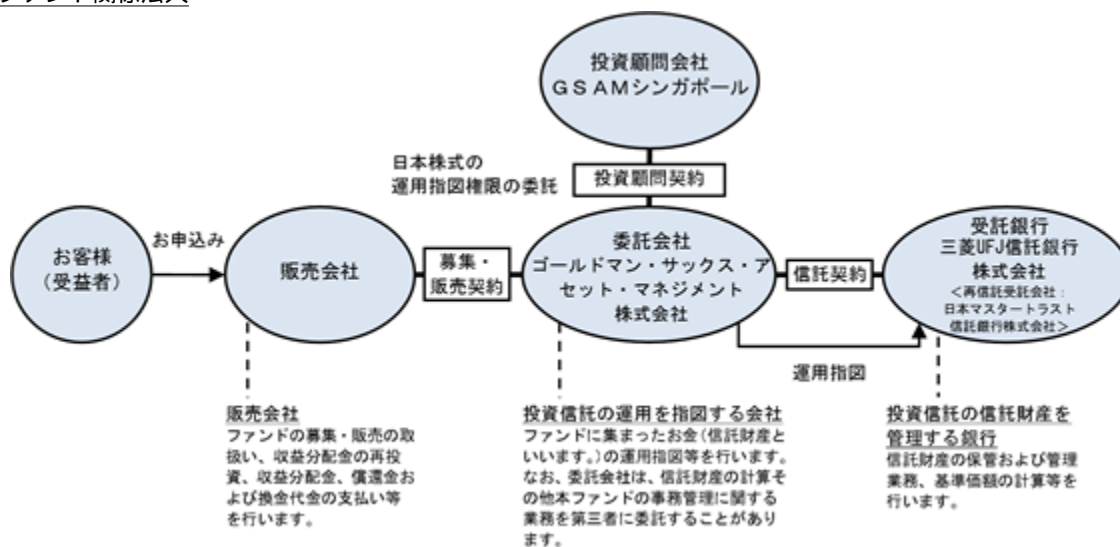 投資顧問会社
ＧＳＡＭシンガポール
日本株式の
運用指図権限の委託
投資顧問契約
お客様
（受益者）
お申込み
販売会社
募集・
販売契約
委託会社
ゴールドマン・サックス・ア
セット・マネジメント
株式会社
信託契約
受託銀行
三菱UFJ信託銀行
株式会社
＜再信託受託会社：
日本マスタートラスト
信託銀行株式会社＞
運用指図
販売会社
ファンドの募集・販売の取
扱い、収益分配金の再投
資、収益分配金、償還金お
よび換金代金の支払い等
を行います。
投資信託の運用を指図する会社
ファンドに集まったお金（信託財産と
いいます。）の運用指図等を行います。
なお、委託会社は、信託財産の計算そ
の他本ファンドの事務管理に関する
業務を第三者に委託することがあり
ます。
投資信託の信託財産を
管理する銀行
信託財産の保管および管理
業務、基準価額の計算等を
行います。